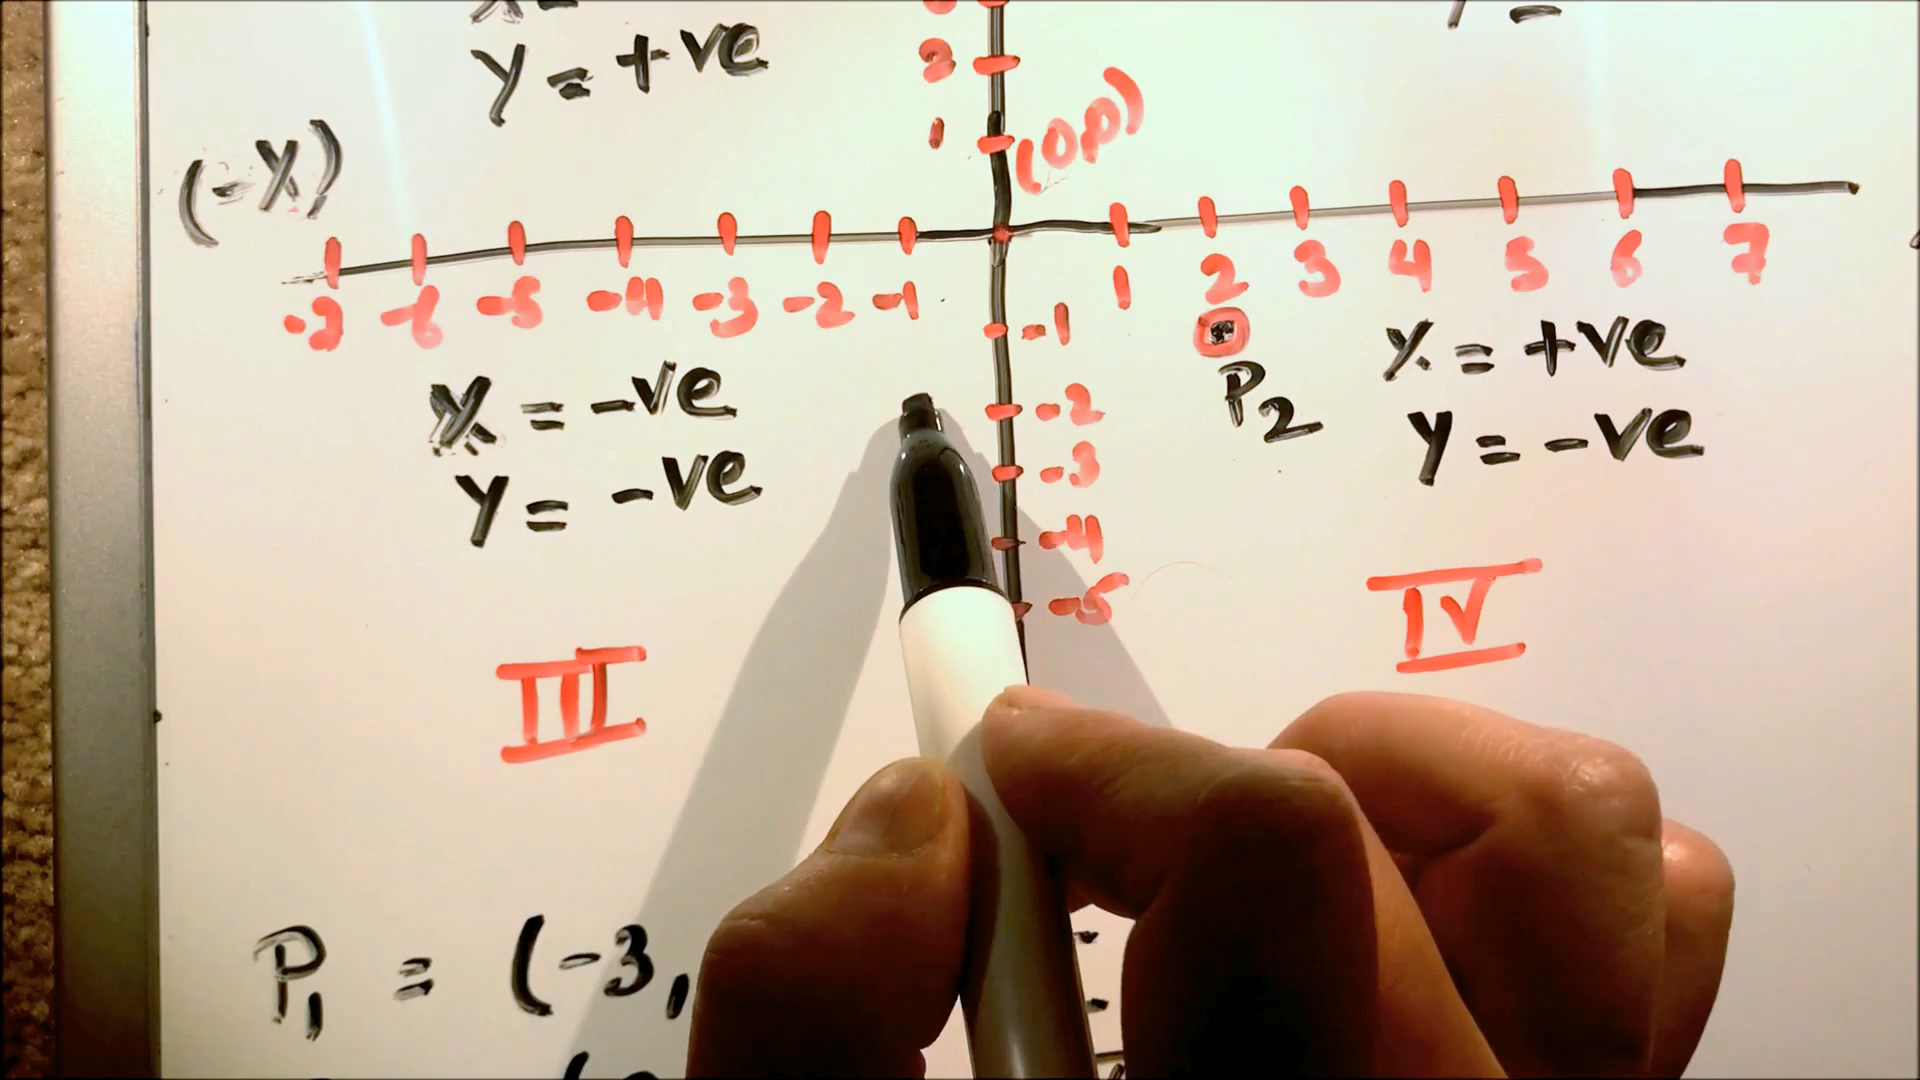 Y = +ve
2
1
(0,0)
(-X)
-7 -6 -5 -4 -3 -2 -1 1 2 3 4 5 6 7
-1
P2
X = +ve
Y = -ve
X = -ve
Y = -ve
-2
-3
-4
-5
III
IV
P1 = (-3,